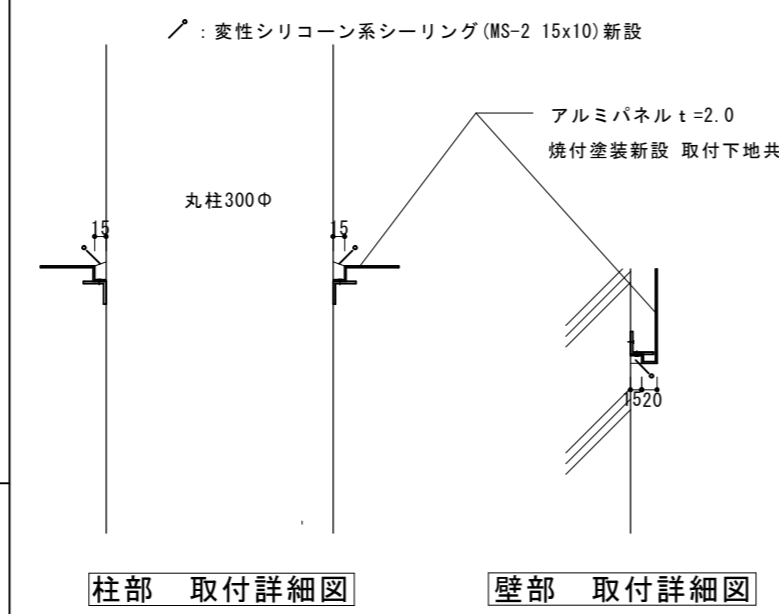 ：変性シリコーン系シーリング(MS-2 15x10)新設
アルミパネルｔ=2.0
焼付塗装新設 取付下地共
丸柱300Φ
15
15
1520
柱部　取付詳細図
壁部　取付詳細図